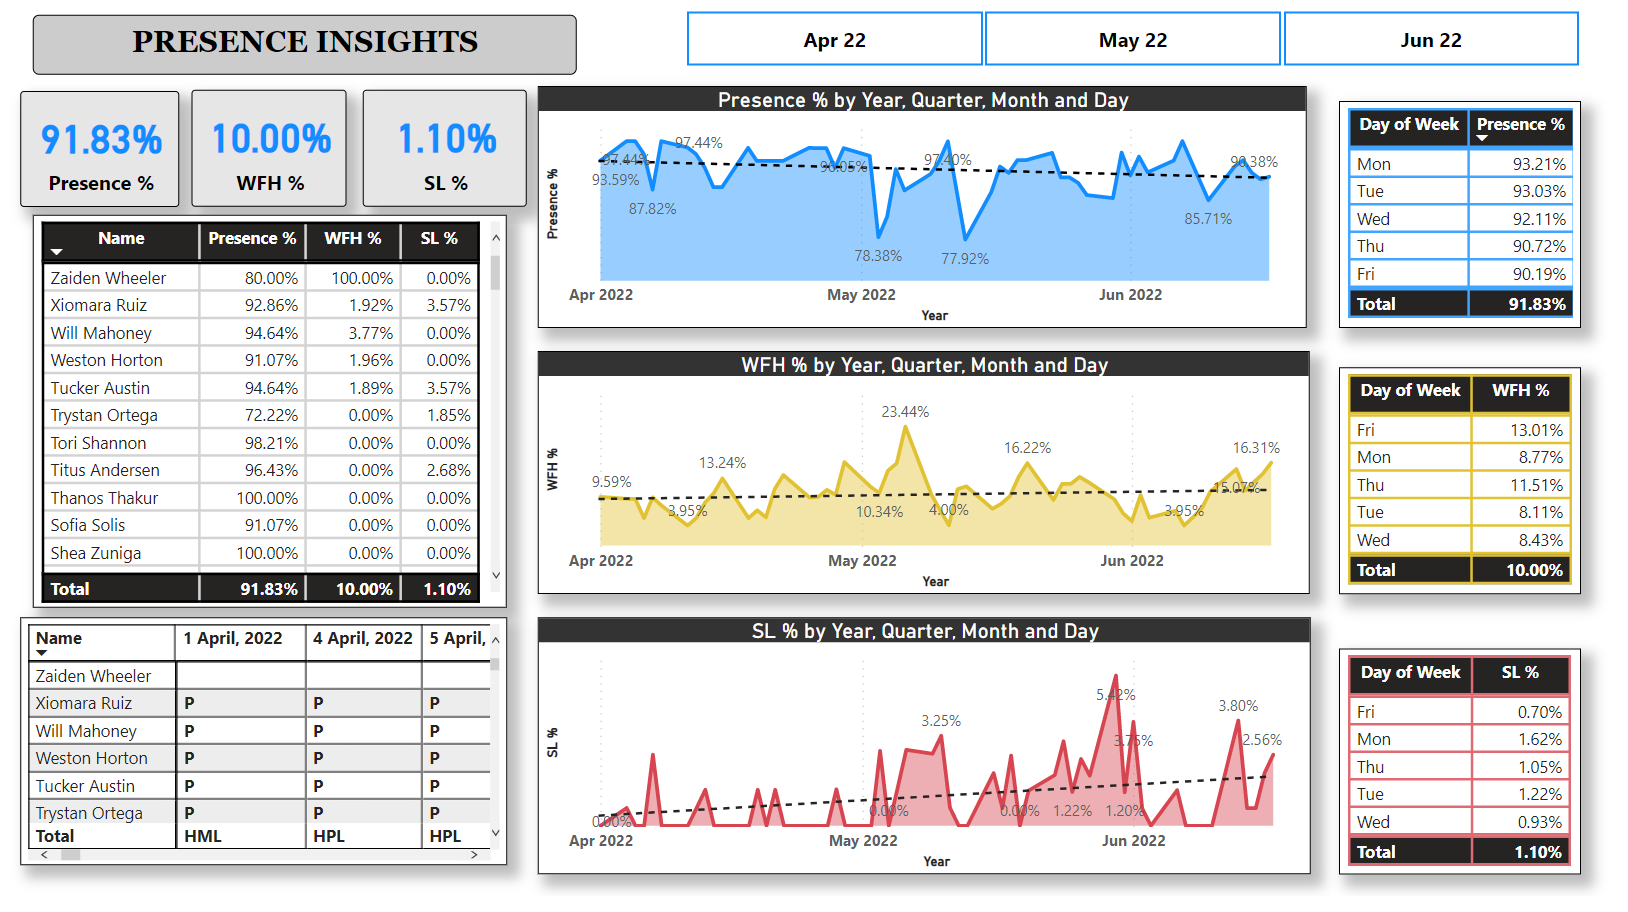 PRESENCE INSIGHTS
Apr 22
May 22
Jun 22
91.83%
Presence %
10.00%
WFH %
1.10%
SL %
Name Presence % WFH % SL %
Zaiden Wheeler 80.00% 100.00% 0.00%
Xiomara Ruiz 92.86% 1.92% 3.57%
Will Mahoney 94.64% 3.77% 0.00%
Weston Horton 91.07% 1.96% 0.00%
Tucker Austin 94.64% 1.89% 3.57%
Trystan Ortega 72.22% 0.00% 1.85%
Tori Shannon 98.21% 0.00% 0.00%
Titus Andersen 96.43% 0.00% 2.68%
Thanos Thakur 100.00% 0.00% 0.00%
Sofia Solis 91.07% 0.00% 0.00%
Shea Zuniga 100.00% 0.00% 0.00%
Total 91.83% 10.00% 1.10%
Name 1 April, 2022 4 April, 2022 5 April,
Zaiden Wheeler
Xiomara Ruiz P P P
Will Mahoney P P P
Weston Horton P P P
Tucker Austin P P P
Trystan Ortega P P P
Total HML HPL HPL
Presence % by Year, Quarter, Month and Day
Presence %
97.44%
97.44%
93.59%
87.82%
96.05%
97.40%
78.38%
77.92%
90.38%
85.71%
Apr 2022 May 2022 Jun 2022
Year
WFH % by Year, Quarter, Month and Day
WFH %
9.59%
3.95%
13.24%
10.34%
23.44%
4.00%
16.22%
3.95%
15.07%
16.31%
Apr 2022 May 2022 Jun 2022
Year
SL % by Year, Quarter, Month and Day
SL %
0.00%
0.00%
3.25%
0.00%
1.22%
5.42%
1.20%
3.75%
3.80%
2.56%
Apr 2022 May 2022 Jun 2022
Year
Day of Week Presence %
Mon 93.21%
Tue 93.03%
Wed 92.11%
Thu 90.72%
Fri 90.19%
Total 91.83%
Day of Week WFH %
Fri 13.01%
Mon 8.77%
Thu 11.51%
Tue 8.11%
Wed 8.43%
Total 10.00%
Day of Week SL %
Fri 0.70%
Mon 1.62%
Thu 1.05%
Tue 1.22%
Wed 0.93%
Total 1.10%